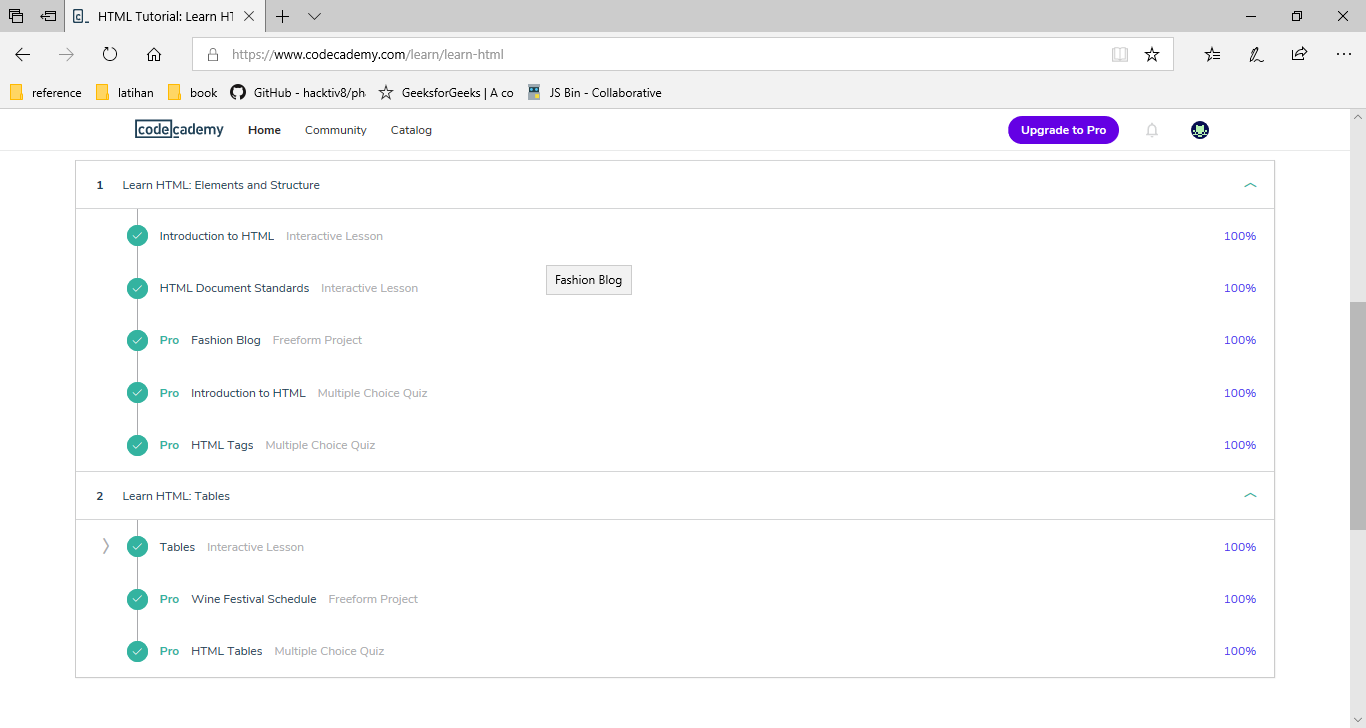 HTML Tutorial: Learn HT
https://www.codecademy.com/learn/learn-html
reference latihan book GitHub - hacktiv8/ph GeeksforGeeks | A co JS Bin - Collaborative
codecademy Home Community Catalog Upgrade to Pro
1 Learn HTML: Elements and Structure
Introduction to HTML Interactive Lesson 100%
Fashion Blog
HTML Document Standards Interactive Lesson 100%
Pro Fashion Blog Freeform Project 100%
Pro Introduction to HTML Multiple Choice Quiz 100%
Pro HTML Tags Multiple Choice Quiz 100%
2 Learn HTML: Tables
Tables Interactive Lesson 100%
Pro Wine Festival Schedule Freeform Project 100%
Pro HTML Tables Multiple Choice Quiz 100%